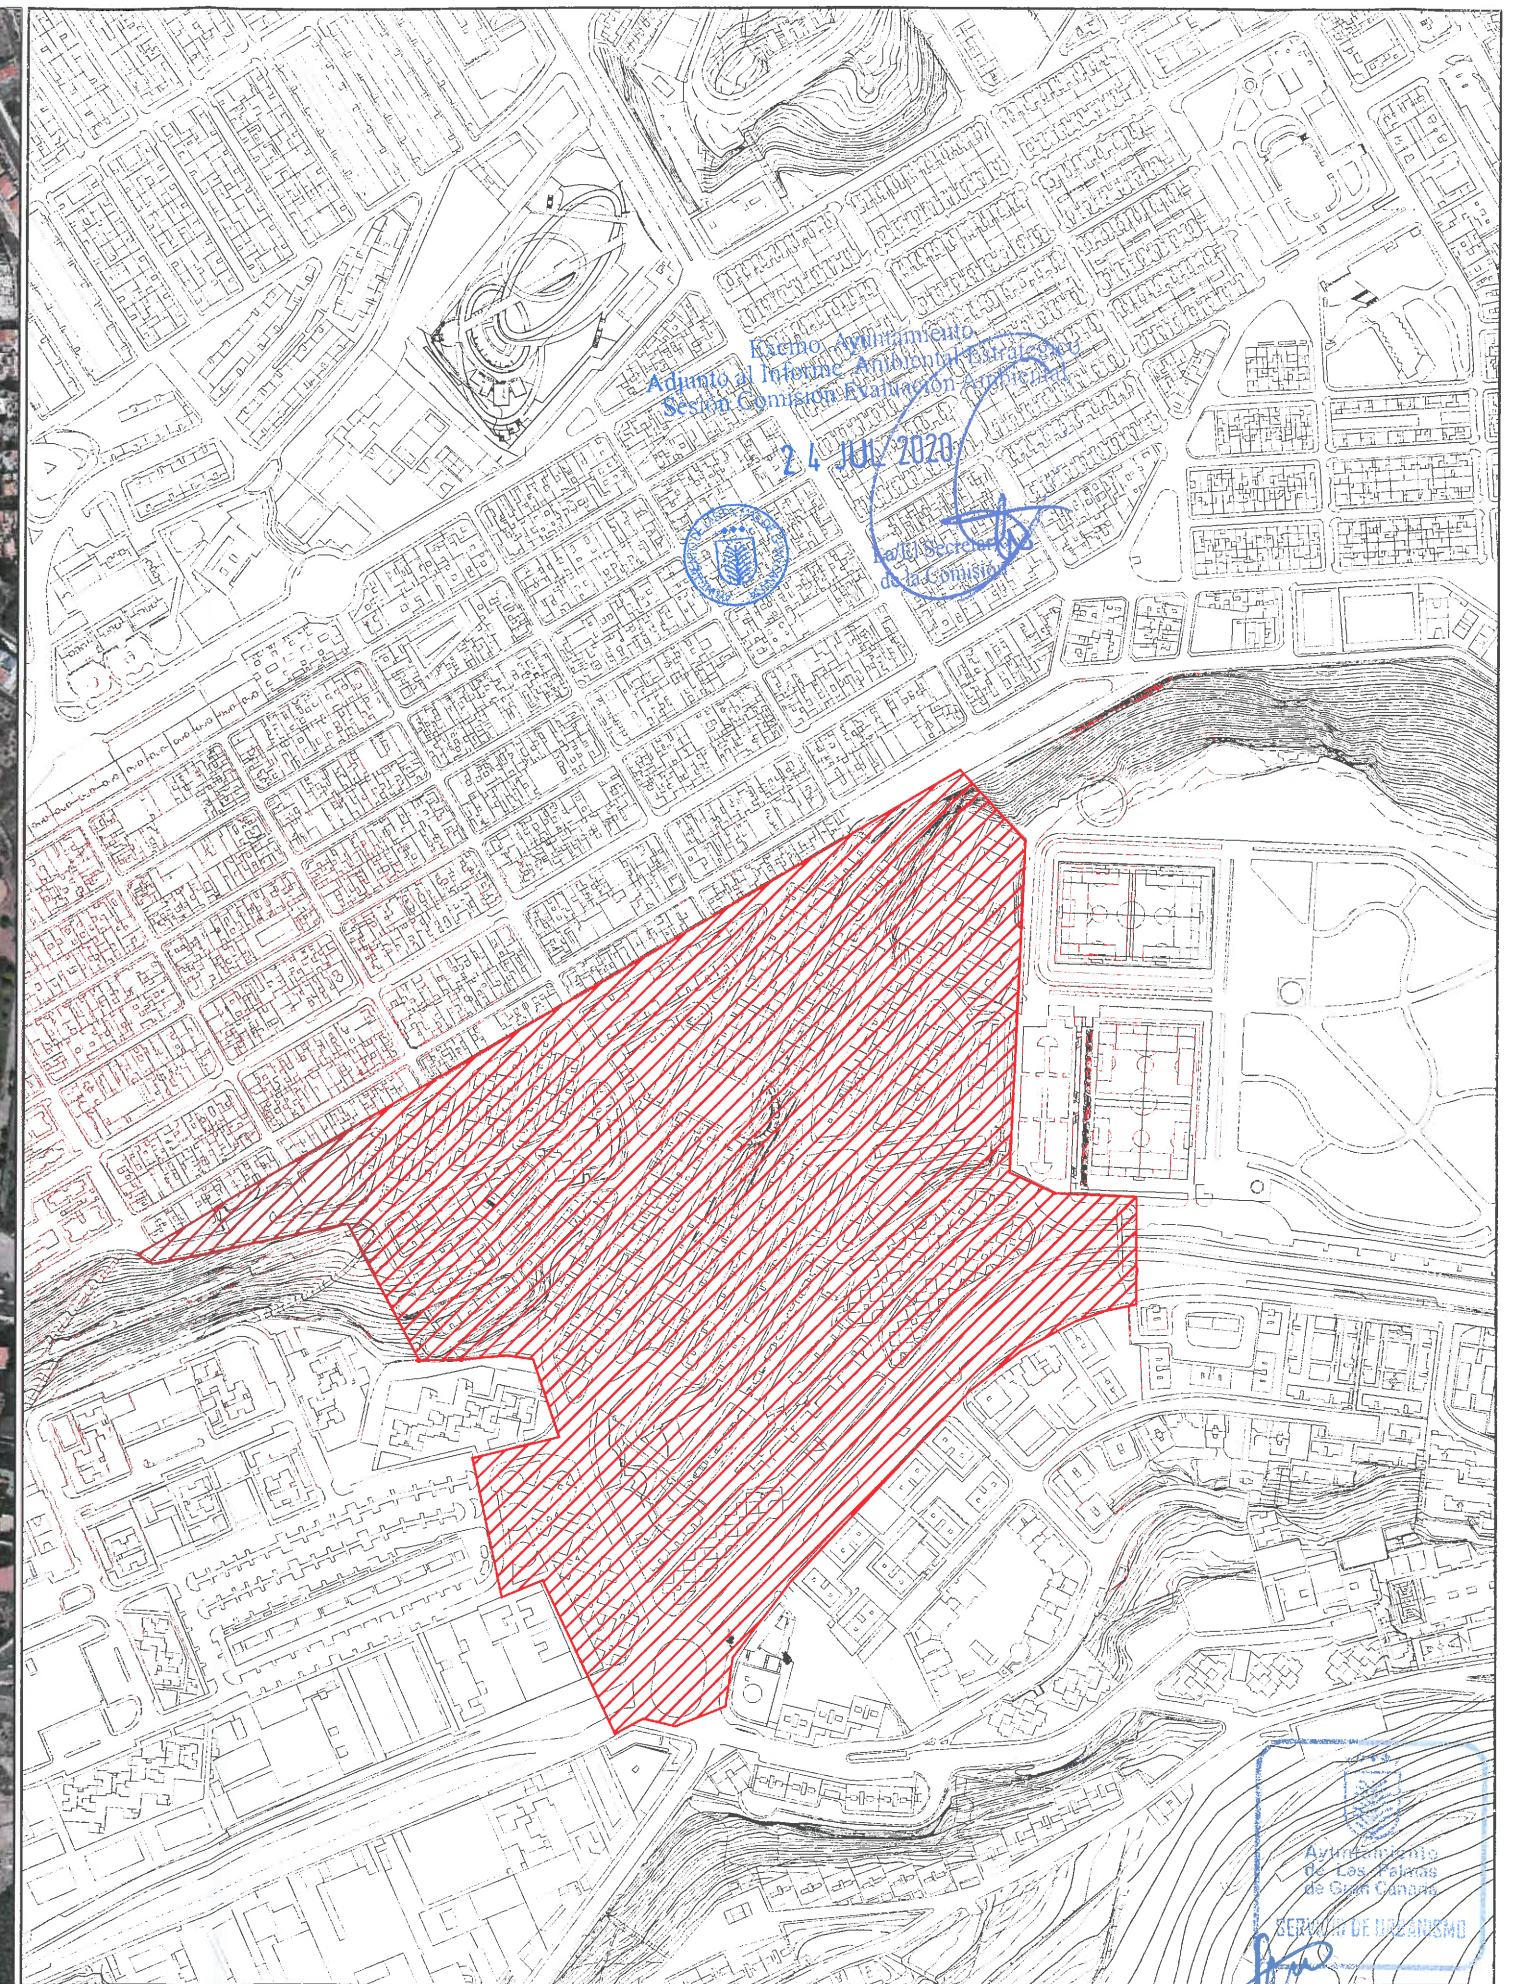 Excmo. Ayuntamiento
Adjunto al Informe Ambiental Estratégico
Sesión Comisión Evaluación Ambiental
24 JUL 2020
La/El Secretari
de la Comisión
Ayuntamiento
de Las Palmas
de Gran Canaria
SERVICIO DE URBANISMO